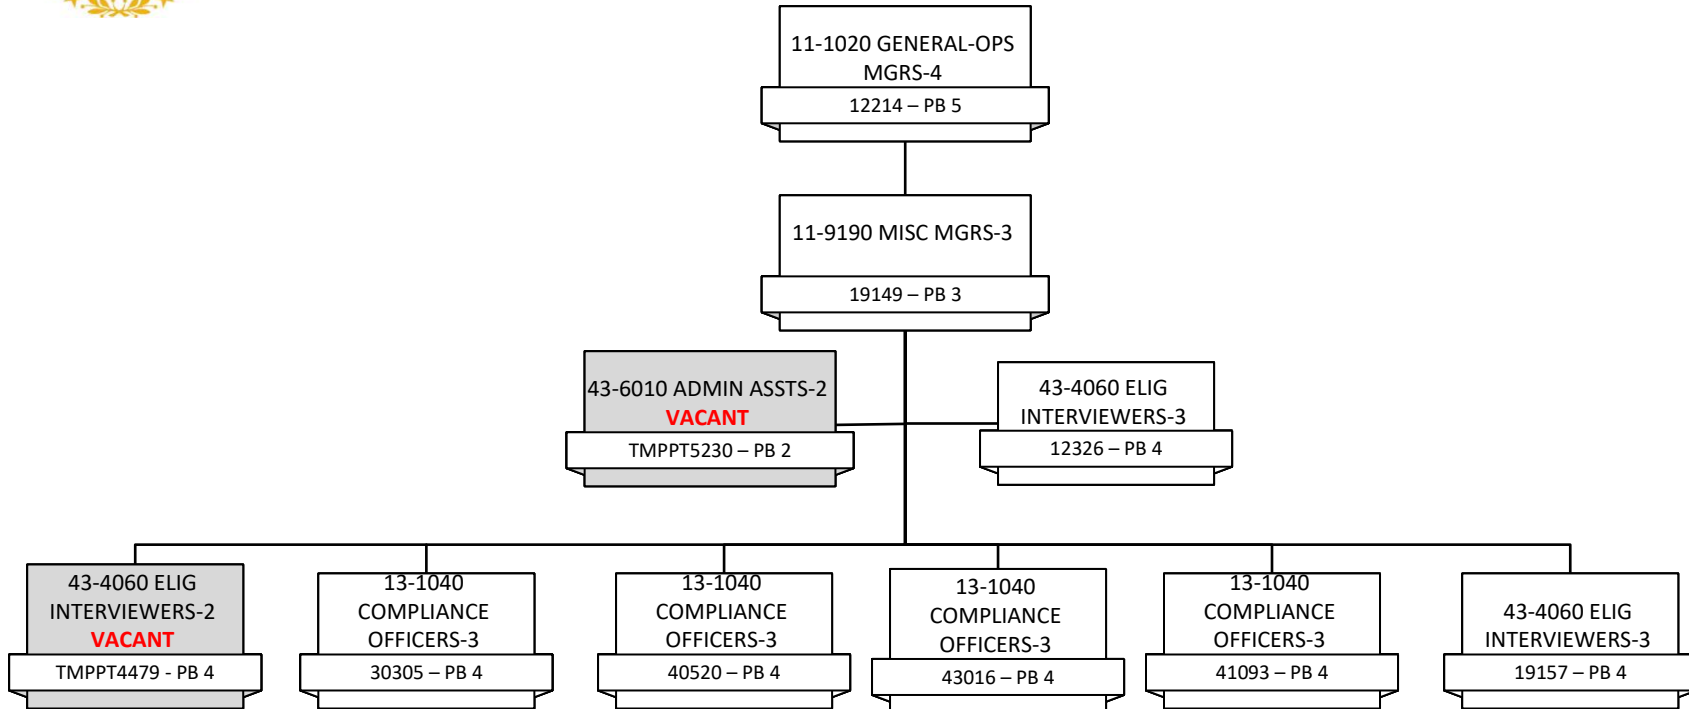 11-1020 GENERAL-OPS
MGRS-4
12214 – PB 5
11-9190 MISC MGRS-3
19149 – PB 3
43-6010 ADMIN ASSTS-2
VACANT
TMPPT5230 – PB 2
43-4060 ELIG
INTERVIEWERS-3
12326 – PB 4
43-4060 ELIG
INTERVIEWERS-2
VACANT
TMPPT4479 - PB 4
13-1040
COMPLIANCE
OFFICERS-3
30305 – PB 4
13-1040
COMPLIANCE
OFFICERS-3
40520 – PB 4
13-1040
COMPLIANCE
OFFICERS-3
43016 – PB 4
13-1040
COMPLIANCE
OFFICERS-3
41093 – PB 4
43-4060 ELIG
INTERVIEWERS-3
19157 – PB 4